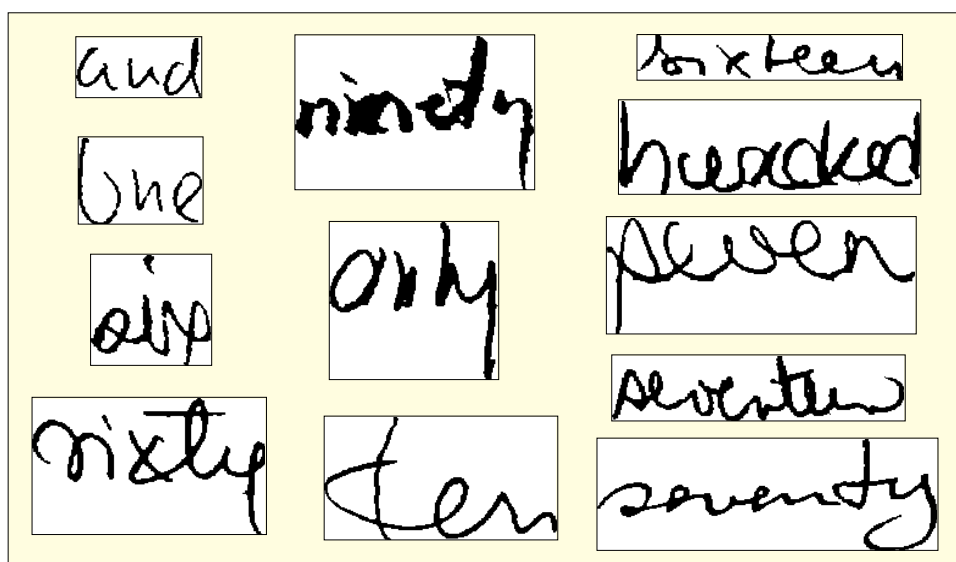 and
one
six
sixty
ninety
only
ten
sixteen
hundred
seven
seventeen
seventy